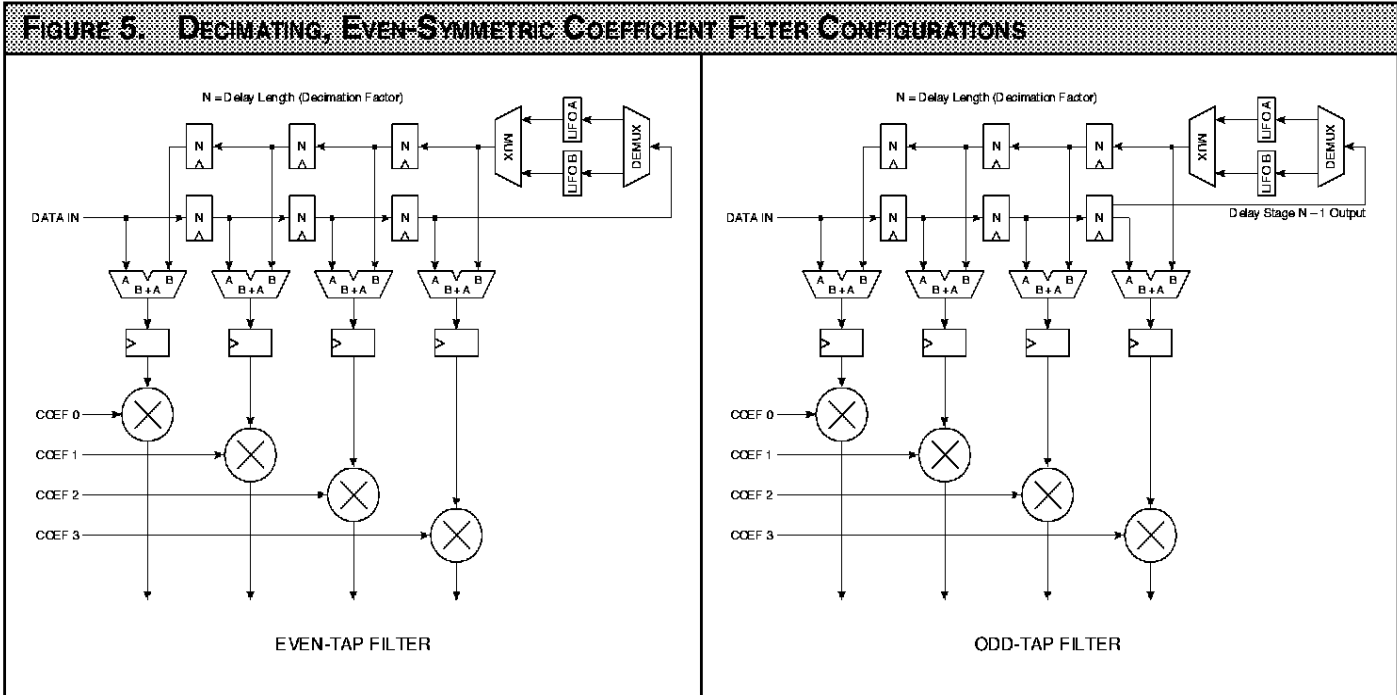 FIGURE 5. DECIMATING, EVEN-SYMMETRIC COEFFICIENT FILTER CONFIGURATIONS
N = Delay Length (Decimation Factor)
N N N MUX LIFO A LIFO B DEMUX
DATA IN N N N
A B A B A B A B
B + A B + A B + A B + A
COEF 0
COEF 1
COEF 2
COEF 3
EVEN-TAP FILTER
N = Delay Length (Decimation Factor)
N N N MUX LIFO A LIFO B DEMUX
DATA IN N N N
Delay Stage N – 1 Output
A B A B A B A B
B + A B + A B + A B + A
COEF 0
COEF 1
COEF 2
COEF 3
ODD-TAP FILTER